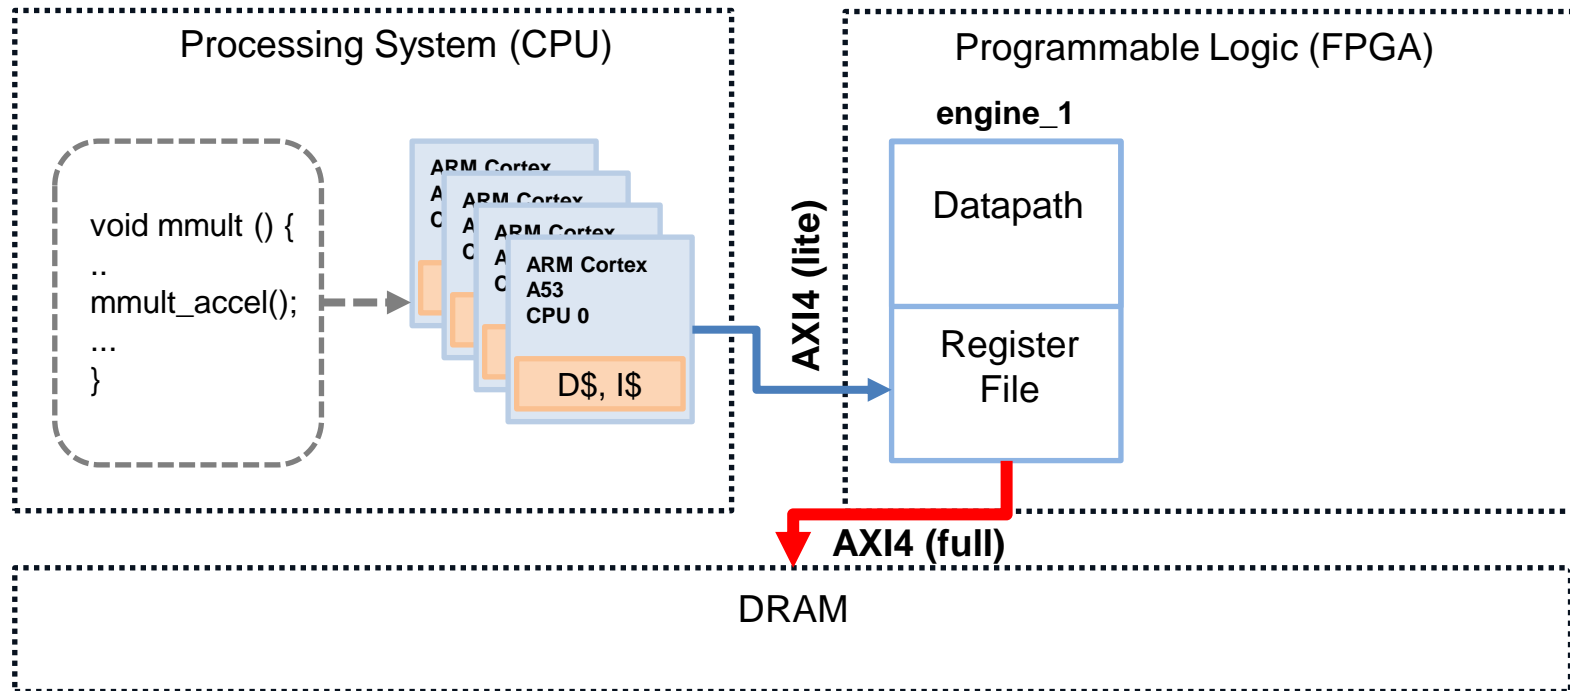 Processing System (CPU)
void mmult () {
..
mmult_accel();
...
}
ARM Cortex
A
C
ARM Cortex
A
C
ARM Cortex
A
C
ARM Cortex
A53
CPU 0
D$, I$
AXI4 (lite)
Programmable Logic (FPGA)
engine_1
Datapath
Register
File
AXI4 (full)
DRAM